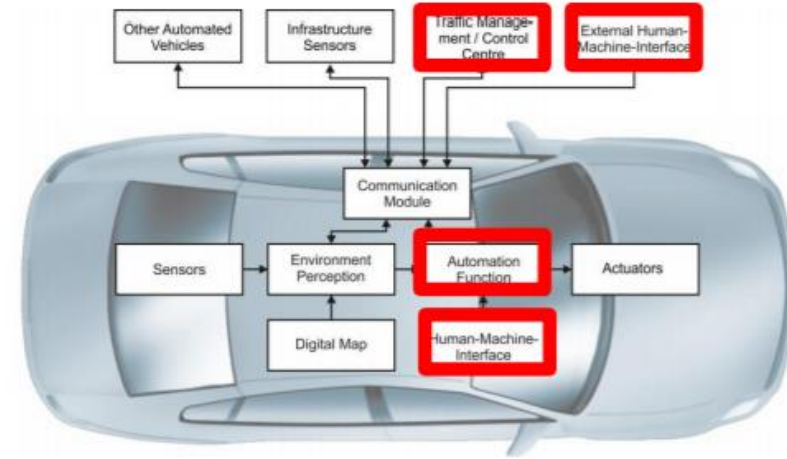 Other Automated
Vehicles
Infrastructure
Sensors
Traffic Manage-
ment / Control
Centre
External Human-
Machine-Interface
Communication
Module
Sensors
Environment
Perception
Automation
Function
Actuators
Digital Map
Human-Machine-
Interface